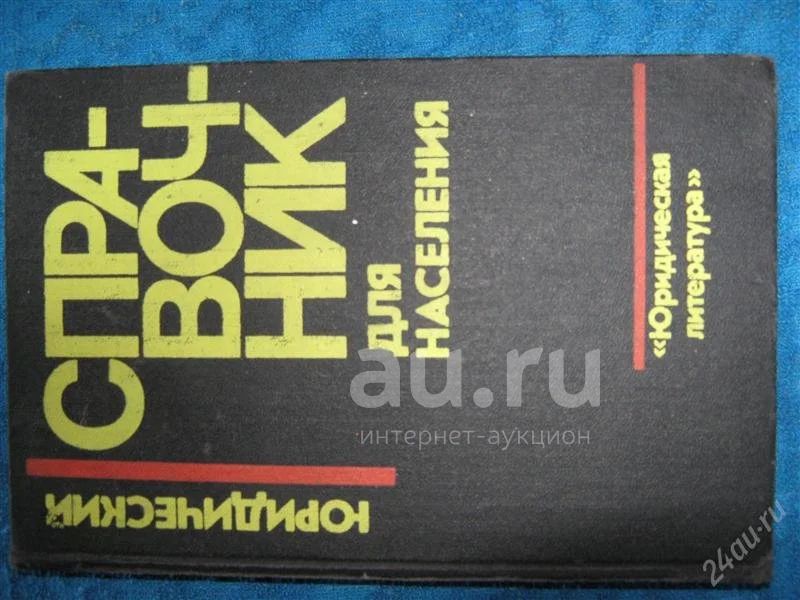 ЮРИДИЧЕСКИЙ
СПРА-
ВОЧ-
НИК
ДЛЯ
НАСЕЛЕНИЯ
«Юридическая
литература»
au.ru
интернет-аукцион
24au.ru